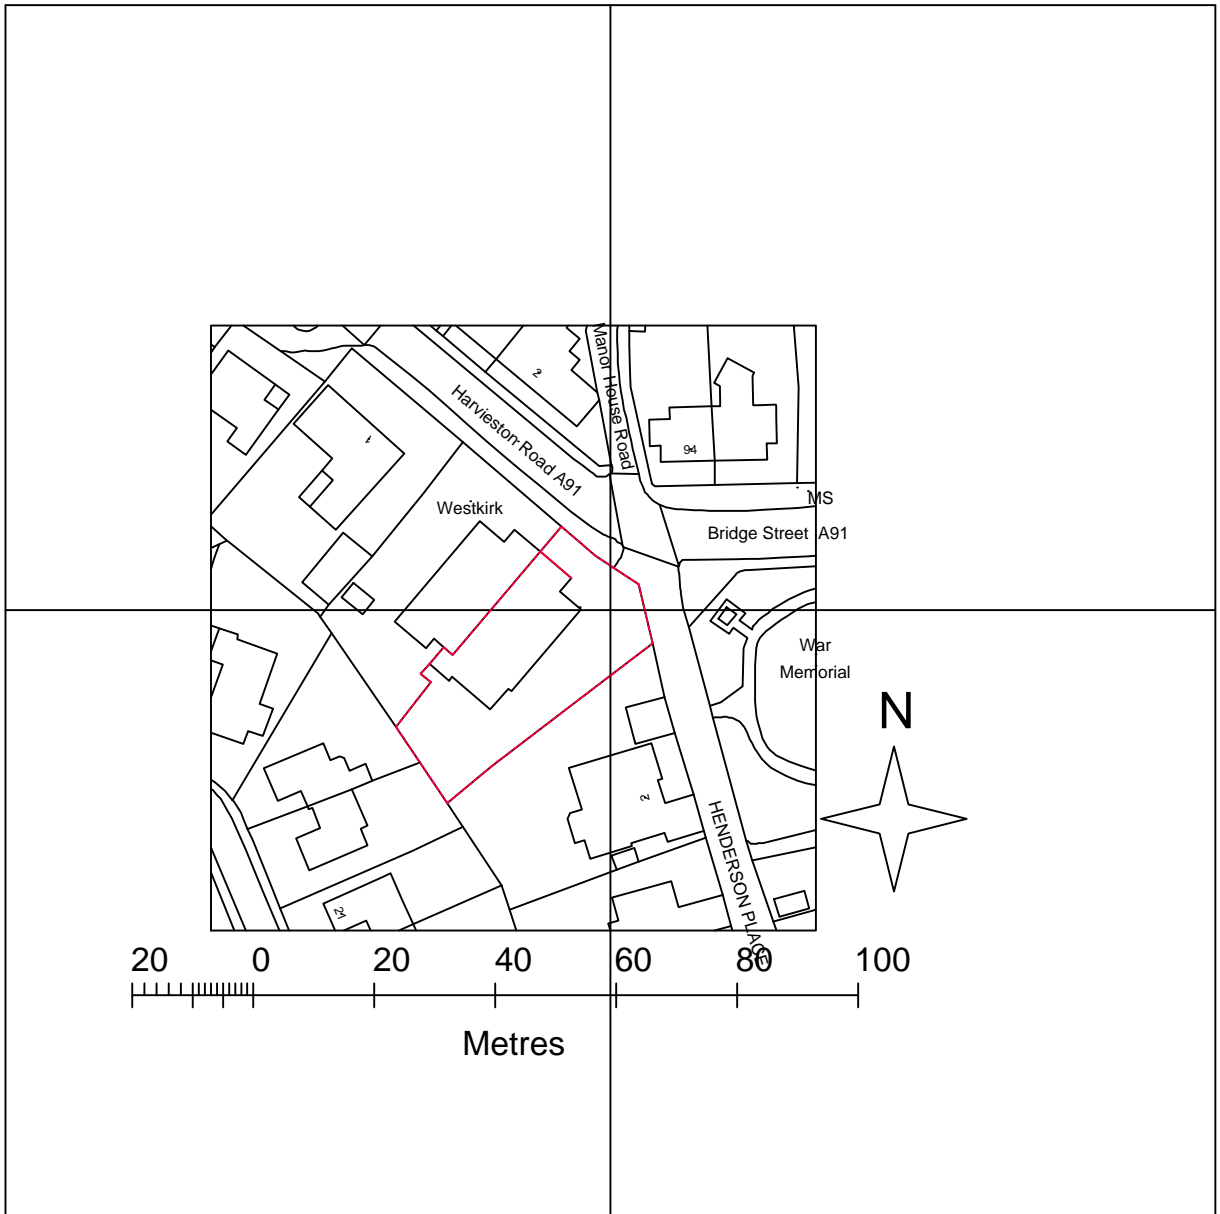 Manor House Road
2
Harvieston Road A91
1
94
MS
Westkirk
Bridge Street A91
War
Memorial
N
2
HENDERSON PLACE
21
20 0 20 40 60 80 100
Metres